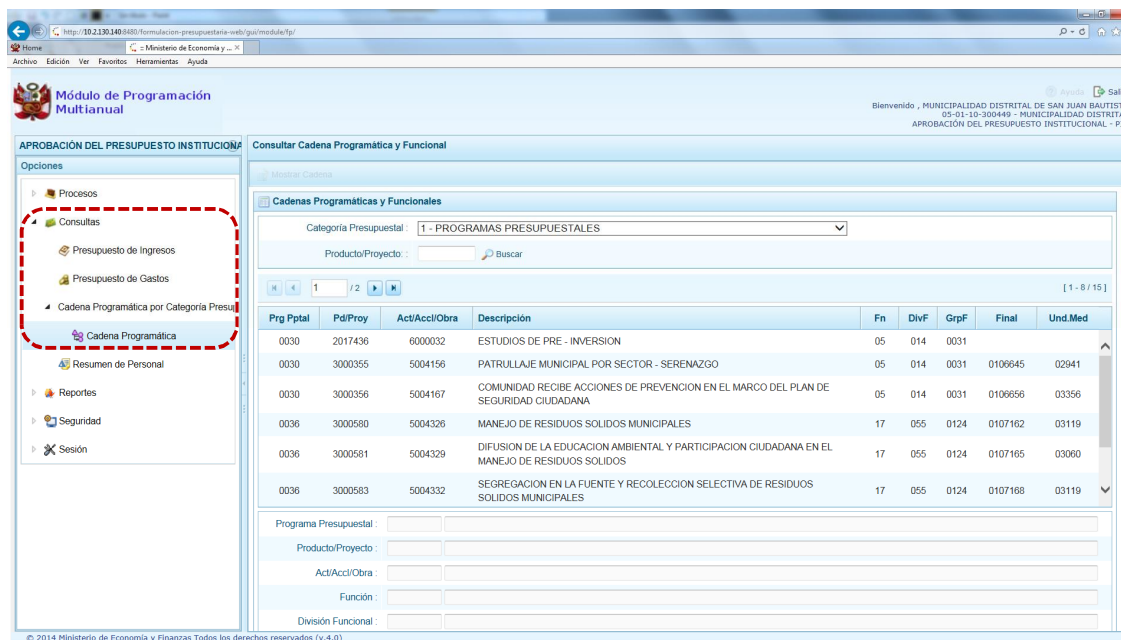 http://10.2.130.140:8480/formulacion-presupuestaria-web/gui/module/fp/
Home
:: Ministerio de Economía y ...
Archivo Edición Ver Favoritos Herramientas Ayuda
Módulo de Programación
Multianual
Ayuda Sal
Bienvenido , MUNICIPALIDAD DISTRITAL DE SAN JUAN BAUTIST
05-01-10-300449 - MUNICIPALIDAD DISTRITA
APROBACIÓN DEL PRESUPUESTO INSTITUCIONAL - P
APROBACIÓN DEL PRESUPUESTO INSTITUCIONA
Consultar Cadena Programática y Funcional
Opciones
Mostrar Cadena
Procesos
Consultas
Presupuesto de Ingresos
Presupuesto de Gastos
Cadena Programática por Categoría Presup
Cadena Programática
Resumen de Personal
Reportes
Seguridad
Sesión
Cadenas Programáticas y Funcionales
Categoría Presupuestal : 1 - PROGRAMAS PRESUPUESTALES
Producto/Proyecto: : Buscar
1 / 2 [ 1 - 8 / 15 ]
Prg Pptal Pd/Proy Act/AccI/Obra Descripción Fn DivF GrpF Final Und.Med
0030 2017436 6000032 ESTUDIOS DE PRE - INVERSION 05 014 0031
0030 3000355 5004156 PATRULLAJE MUNICIPAL POR SECTOR - SERENAZGO 05 014 0031 0106645 02941
0030 3000356 5004167 COMUNIDAD RECIBE ACCIONES DE PREVENCION EN EL MARCO DEL PLAN DE
SEGURIDAD CIUDADANA 05 014 0031 0106656 03356
0036 3000580 5004326 MANEJO DE RESIDUOS SOLIDOS MUNICIPALES 17 055 0124 0107162 03119
0036 3000581 5004329 DIFUSION DE LA EDUCACION AMBIENTAL Y PARTICIPACION CIUDADANA EN EL
MANEJO DE RESIDUOS SOLIDOS 17 055 0124 0107165 03060
0036 3000583 5004332 SEGREGACION EN LA FUENTE Y RECOLECCION SELECTIVA DE RESIDUOS
SOLIDOS MUNICIPALES 17 055 0124 0107168 03119
Programa Presupuestal :
Producto/Proyecto :
Act/AccI/Obra :
Función :
División Funcional :
© 2014 Ministerio de Economía y Finanzas Todos los derechos reservados (v.4.0)